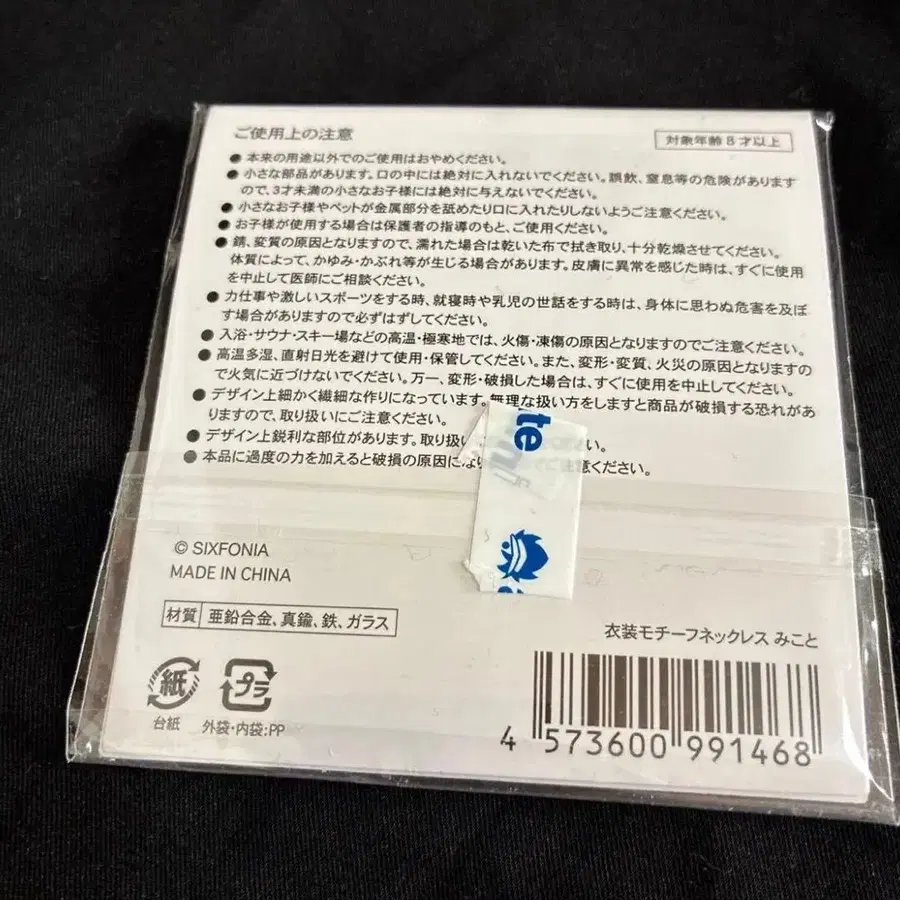 ご使用上の注意
対象年齢8才以上
●本来の用途以外でのご使用はおやめください。
●小さな部品があります。口の中には絶対に入れないでください。誤飲、窒息等の危険があります
ので、3才未満の小さなお子様には絶対に与えないでください。
●小さなお子様やペットが金属部分を舐めたり口に入れたりしないようご注意ください。
●お子様が使用する場合は保護者の指導のもと、ご使用ください。
●錆、変質の原因となりますので、濡れた場合は乾いた布で拭き取り、十分乾燥させてください。
体質によって、かゆみ・かぶれ等が生じる場合があります。皮膚に異常を感じた時は、すぐに使用
を中止して医師にご相談ください。
●力仕事や激しいスポーツをする時、就寝時や乳児の世話をする時は、身体に思わぬ危害を及ぼ
す場合がありますので必ずはずしてください。
●入浴・サウナ・スキー場などの高温・極寒地では、火傷・凍傷の原因となりますのでご注意ください。
●高温多湿、直射日光を避けて使用・保管してください。また、変形・変質、火災の原因となります
ので火気に近づけないでください。万一、変形・破損した場合は、すぐに使用を中止してください。
●デザイン上細かく繊細な作りになっています。無理な扱い方をしますと商品が破損する恐れがあ
りますので、取り扱いにご注意ください。
●デザイン上鋭利な部位があります。取り扱い ください。
●本品に過度の力を加えると破損の原因にな ご注意ください。
te
© SIXFONIA
MADE IN CHINA
材質 亜鉛合金、真鍮、鉄、ガラス
衣装モチーフネックレス みこと
紙
プラ
台紙
外袋・内袋:PP
4 573600 991468